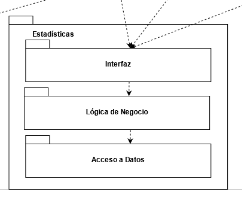 Estadísticas
Interfaz
Lógica de Negocio
Acceso a Datos